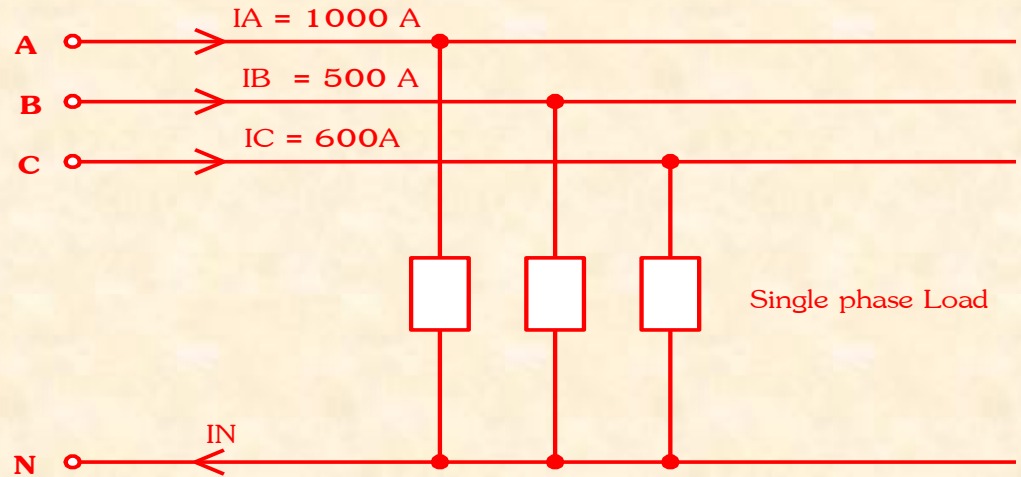 IA = 1000 A
A
IB = 500 A
B
IC = 600A
C
Single phase Load
IN
N